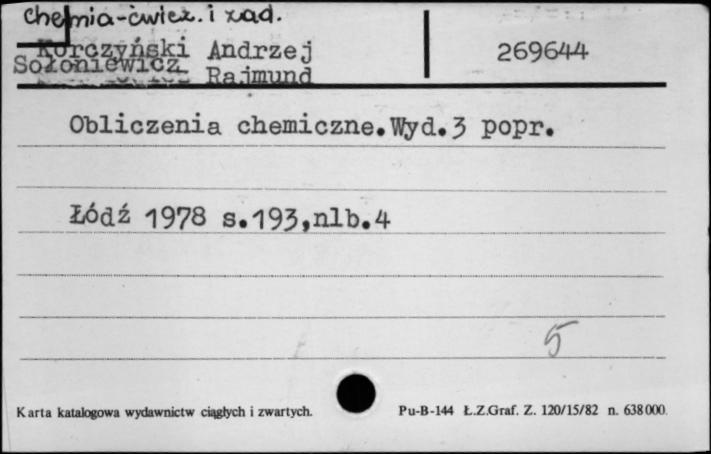 Chemia-ćwicz. i zad.
Korczyński Andrzej 269644
Sołoniewicz Rajmund
Obliczenia chemiczne.Wyd.3 popr.
Łódź 1978 s.193,nlb.4
5
Karta katalogowa wydawnictw ciągłych i zwartych.
Pu-B-144 Ł.Z.Graf. Z. 120/15/82 n. 638000.